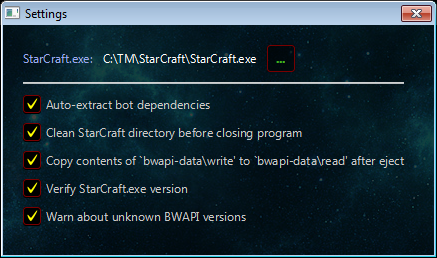 Settings
StarCraft.exe: C:\TM\StarCraft\StarCraft.exe ...
Auto-extract bot dependencies
Clean StarCraft directory before closing program
Copy contents of `bwapi-data\write' to `bwapi-data\read' after eject
Verify StarCraft.exe version
Warn about unknown BWAPI versions